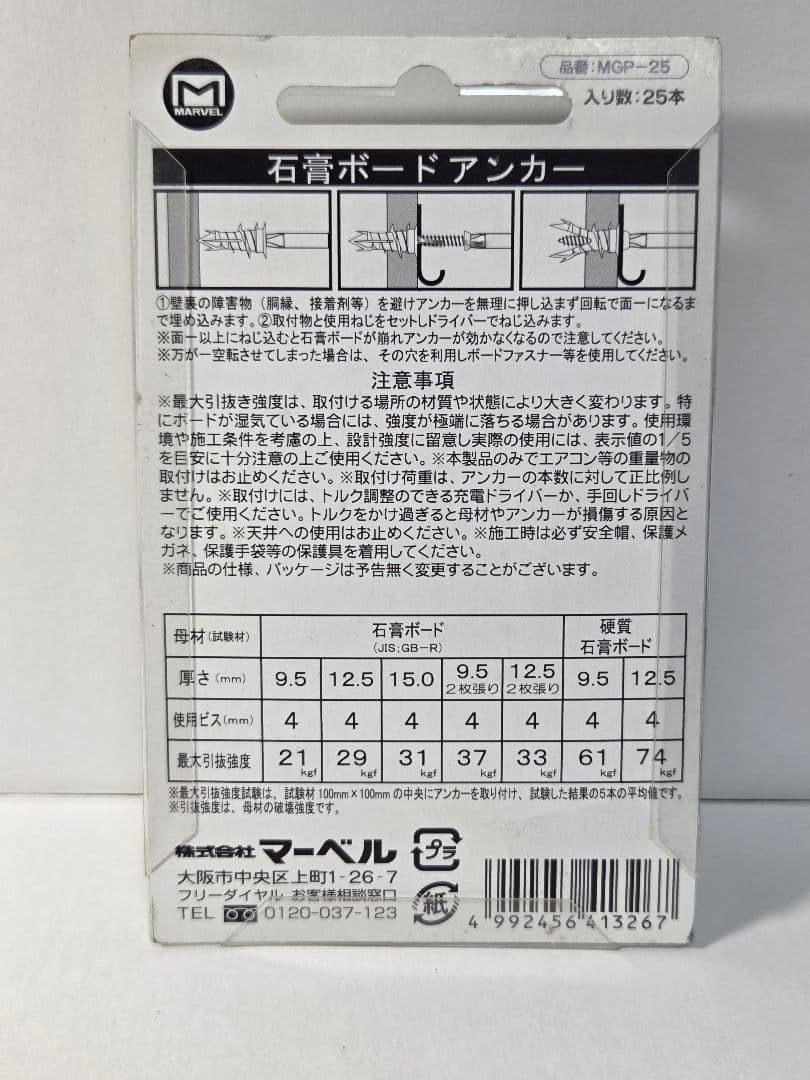 MARVEL
品番:MGP-25
入り数:25本
石膏ボードアンカー
①壁裏の障害物（胴縁、接着剤等）を避けアンカーを無理に押し込まず回転で面一になるま
で埋め込みます。②取付物と使用ねじをセットしドライバーでねじ込みます。
※面一以上にねじ込むと石膏ボードが崩れアンカーが効かなくなるので注意してください。
※万が一空転させてしまった場合は、その穴を利用しボードファスナー等を使用してください。
注意事項
※最大引抜き強度は、取付ける場所の材質や状態により大きく変わります。特
にボードが湿気ている場合には、強度が極端に落ちる場合があります。使用環
境や施工条件を考慮の上、設計強度に留意し実際の使用には、表示値の1／5
を目安に十分注意の上ご使用ください。※本製品のみでエアコン等の重量物の
取付けはお止めください。※取付け荷重は、アンカーの本数に対して正比例し
ません。※取付けには、トルク調整のできる充電ドライバーか、手回しドライバ
ーでご使用ください。トルクをかけ過ぎると母材やアンカーが損傷する原因と
なります。※天井への使用はお止めください。※施工時は必ず安全帽、保護メ
ガネ、保護手袋等の保護具を着用してください。
※商品の仕様、パッケージは予告無く変更することがございます。
母材(試験材) 石膏ボード (JIS;GB-R) 硬質石膏ボード
厚さ(mm) 9.5 12.5 15.0 9.5 2枚張り 12.5 2枚張り 9.5 12.5
使用ビス(mm) 4 4 4 4 4 4 4
最大引抜強度 21kgf 29kgf 31kgf 37kgf 33kgf 61kgf 74kgf
※最大引抜強度試験は、試験材 100mm×100mm の中央にアンカーを取り付け、試験した結果の5本の平均値です。
※引抜強度は、母材の破壊強度です。
株式会社マーベル
大阪市中央区上町1-26-7
フリーダイヤル お客様相談窓口
TEL 0120-037-123
プラ
紙
4 992456 413267